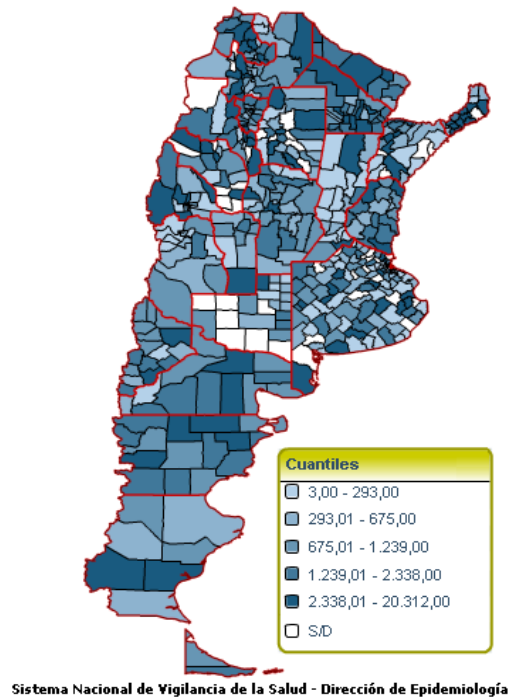 Cuantiles
3,00 - 293,00
293,01 - 675,00
675,01 - 1.239,00
1.239,01 - 2.338,00
2.338,01 - 20.312,00
S/D
Sistema Nacional de Vigilancia de la Salud - Dirección de Epidemiología